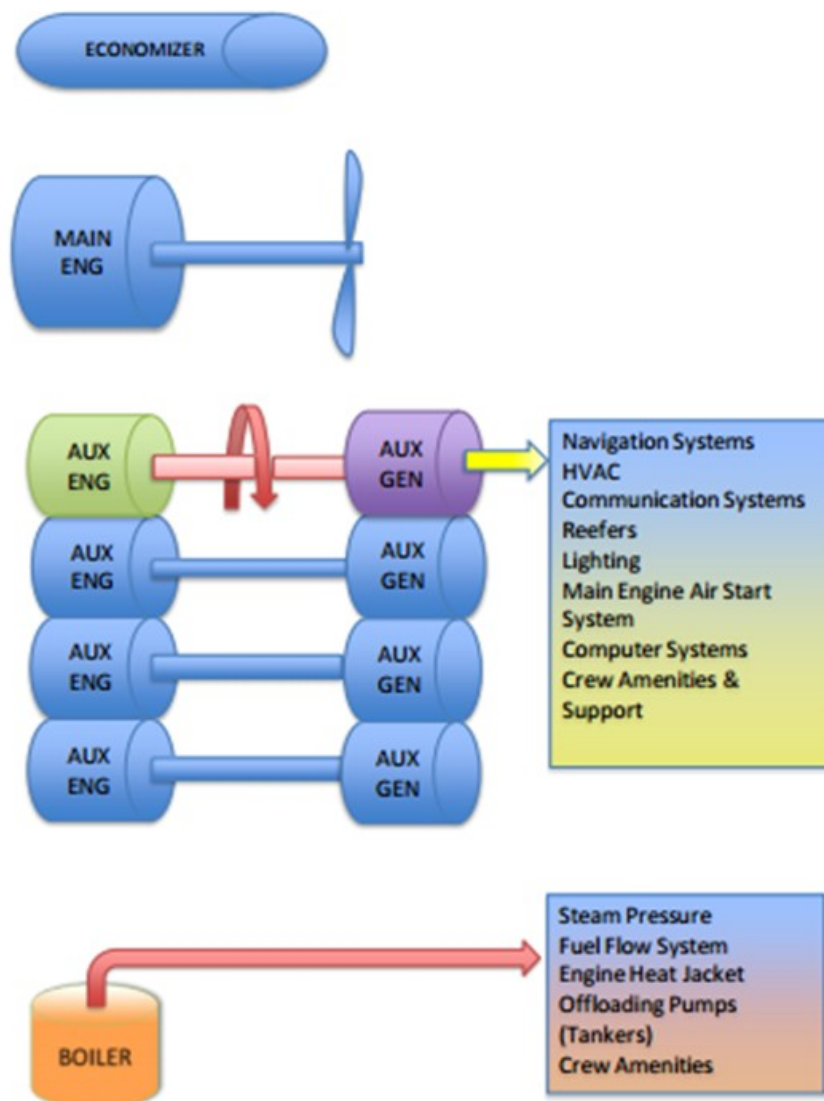 ECONOMIZER
MAIN
ENG
AUX
ENG
AUX
GEN
Navigation Systems
HVAC
Communication Systems
Reefers
Lighting
Main Engine Air Start
System
Computer Systems
Crew Amenities &
Support
AUX
ENG
AUX
GEN
AUX
ENG
AUX
GEN
AUX
ENG
AUX
GEN
BOILER
Steam Pressure
Fuel Flow System
Engine Heat Jacket
Offloading Pumps
(Tankers)
Crew Amenities